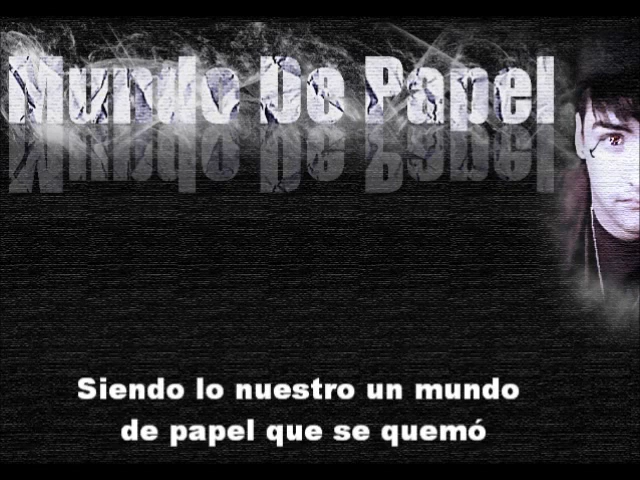 Mundo De Papel
Siendo lo nuestro un mundo
de papel que se quemó